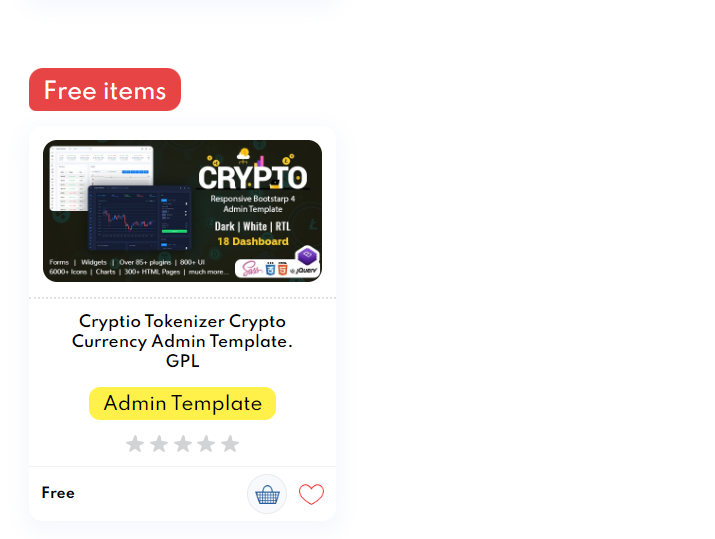 Free items
CRYPTO
Responsive Bootstarp 4
Admin Template
Dark | White | RTL
18 Dashboard
Forms | Widgets | Over 85+ plugins | 800+ UI
6000+ Icons | Charts | 300+ HTML Pages | much more...
Sass
jQuery
Cryptio Tokenizer Crypto
Currency Admin Template.
GPL
Admin Template
Free